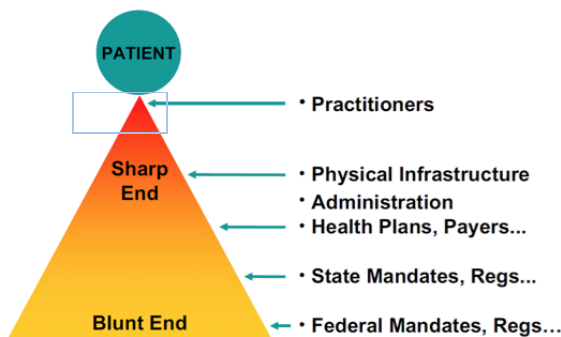 PATIENT
• Practitioners
Sharp
End
• Physical Infrastructure
• Administration
• Health Plans, Payers...
• State Mandates, Regs...
Blunt End
• Federal Mandates, Regs…